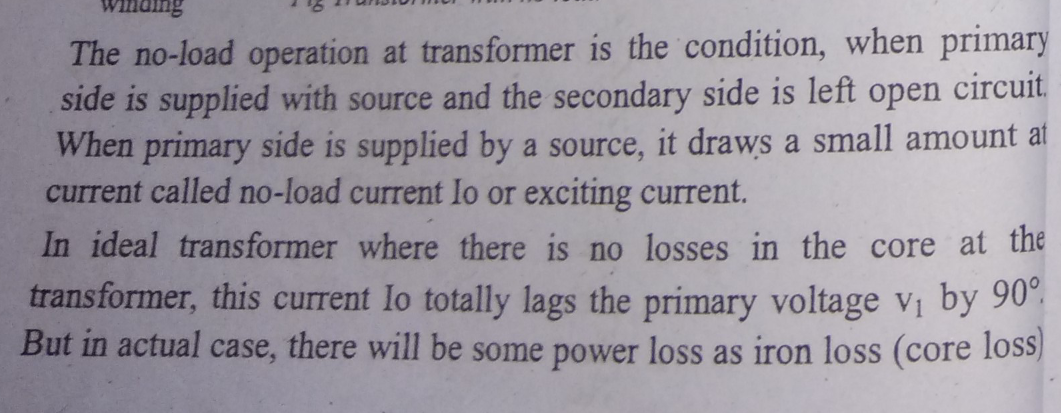 winding
The no-load operation at transformer is the condition, when primary
side is supplied with source and the secondary side is left open circuit.
When primary side is supplied by a source, it draws a small amount at
current called no-load current Io or exciting current.
In ideal transformer where there is no losses in the core at the
transformer, this current Io totally lags the primary voltage v₁ by 90°.
But in actual case, there will be some power loss as iron loss (core loss)